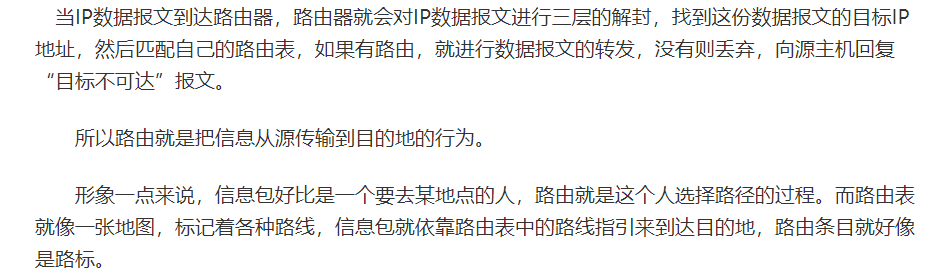 当IP数据报文到达路由器，路由器就会对IP数据报文进行三层的解封，找到这份数据报文的目标IP
地址，然后匹配自己的路由表，如果有路由，就进行数据报文的转发，没有则丢弃，向源主机回复
“目标不可达”报文。
所以路由就是把信息从源传输到目的地的行为。
形象一点来说，信息包好比是一个要去某地点的人，路由就是这个人选择路径的过程。而路由表
就像一张地图，标记着各种路线，信息包就依靠路由表中的路线指引来到达目的地，路由条目就好像
是路标。